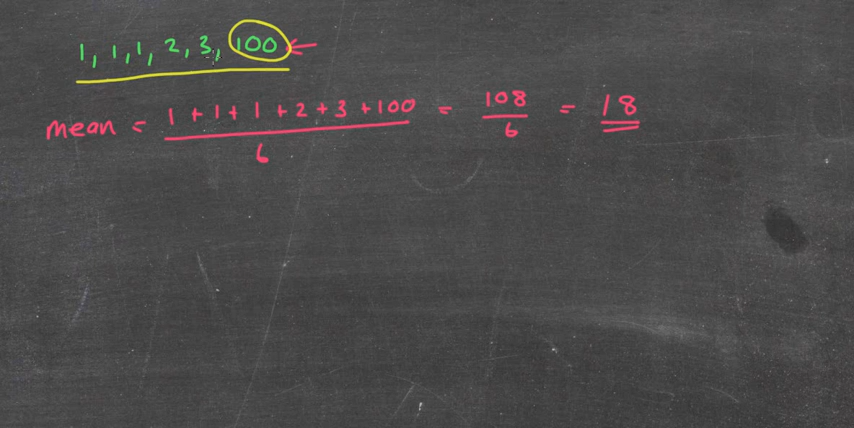 1, 1, 1, 2, 3, 100
mean = 1 + 1 + 1 + 2 + 3 + 100 / 6 = 108 / 6 = 18